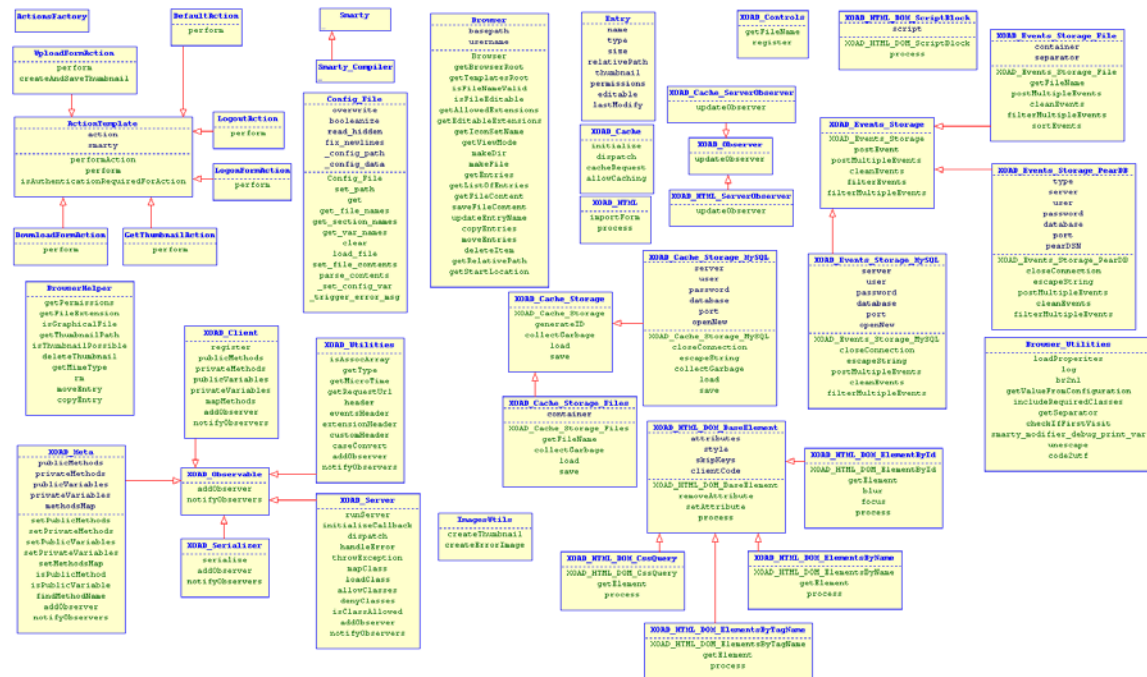 ActionsFactory
DefaultAction
perform
UploadFormAction
perform
createAndSaveThumbnail
ActionTemplate
action
smarty
performAction
perform
isAuthenticationRequiredForAction
LogoutAction
perform
LogonFormAction
perform
DownloadFormAction
perform
GetThumbnailAction
perform
BrowserHelper
getPermissions
getFileExtension
isGraphicalFile
getThumbnailPath
isThumbnailPossible
deleteThumbnail
getMimeType
rm
moveEntry
copyEntry
Smarty
Smarty_Compiler
Config_File
overwrite
booleanize
read_hidden
fix_newlines
_config_path
_config_data
Config_File
set_path
get
get_file_names
get_section_names
get_var_names
clear
load_file
set_file_contents
parse_contents
_set_config_var
_trigger_error_msg
Browser
basepath
username
Browser
getBrowserRoot
getTemplatesRoot
isFileNameValid
isFileEditable
getAllowedExtensions
getEditableExtensions
getIconSetName
getViewMode
makeDir
makeFile
getEntries
getListOfEntries
getFileContent
saveFileContent
updateEntryName
copyEntries
moveEntries
deleteItem
getRelativePath
getStartLocation
Entry
name
type
size
relativePath
thumbnail
permissions
editable
lastModify
XOAD_Cache
initialize
dispatch
cacheRequest
allowCaching
XOAD_HTML
importForm
process
XOAD_Controls
getFileName
register
XOAD_Cache_ServerObserver
updateObserver
XOAD_Observer
updateObserver
XOAD_HTML_ServerObserver
updateObserver
XOAD_HTML_DOM_ScriptBlock
script
XOAD_HTML_DOM_ScriptBlock
process
XOAD_Events_Storage_File
container
separator
XOAD_Events_Storage_File
getFileName
postMultipleEvents
cleanEvents
filterMultipleEvents
sortEvents
XOAD_Events_Storage
XOAD_Events_Storage
postEvent
postMultipleEvents
cleanEvents
filterEvents
filterMultipleEvents
XOAD_Events_Storage_PearDB
type
server
user
password
database
port
pearDSN
XOAD_Events_Storage_PearDB
closeConnection
escapeString
postMultipleEvents
cleanEvents
filterMultipleEvents
XOAD_Events_Storage_MySQL
server
user
password
database
port
openNew
XOAD_Events_Storage_MySQL
closeConnection
escapeString
postMultipleEvents
cleanEvents
filterMultipleEvents
XOAD_Cache_Storage_MySQL
server
user
password
database
port
openNew
XOAD_Cache_Storage_MySQL
closeConnection
escapeString
collectGarbage
load
save
XOAD_Cache_Storage
XOAD_Cache_Storage
generateID
collectGarbage
load
save
XOAD_Cache_Storage_Files
container
XOAD_Cache_Storage_Files
getFileName
collectGarbage
load
save
Browser_Utilities
loadProperites
log
br2nl
getValueFromConfiguration
includeRequiredClasses
getSeparator
checkIfFirstVisit
smarty_modifier_debug_print_var
unescape
code2utf
XOAD_Client
register
publicMethods
privateMethods
publicVariables
privateVariables
mapMethods
addObserver
notifyObservers
XOAD_Utilities
isAssocArray
getType
getMicroTime
getRequestUrl
header
eventsHeader
extensionHeader
customHeader
caseConvert
addObserver
notifyObservers
XOAD_Meta
publicMethods
privateMethods
publicVariables
privateVariables
methodsMap
setPublicMethods
setPrivateMethods
setPublicVariables
setPrivateVariables
setMethodsMap
isPublicMethod
isPublicVariable
findMethodName
addObserver
notifyObservers
XOAD_Observable
addObserver
notifyObservers
XOAD_Serializer
serialize
addObserver
notifyObservers
XOAD_Server
runServer
initializeCallback
dispatch
handleError
throwException
mapClass
loadClass
allowClasses
denyClasses
isClassAllowed
addObserver
notifyObservers
ImagesUtils
createThumbnail
createErrorImage
XOAD_HTML_DOM_BaseElement
attributes
style
skipKeys
clientCode
XOAD_HTML_DOM_BaseElement
removeAttribute
setAttribute
process
XOAD_HTML_DOM_ElementById
XOAD_HTML_DOM_ElementById
getElement
blur
focus
process
XOAD_HTML_DOM_CssQuery
XOAD_HTML_DOM_CssQuery
getElement
process
XOAD_HTML_DOM_ElementsByName
XOAD_HTML_DOM_ElementsByName
getElement
process
XOAD_HTML_DOM_ElementsByTagName
XOAD_HTML_DOM_ElementsByTagName
getElement
process